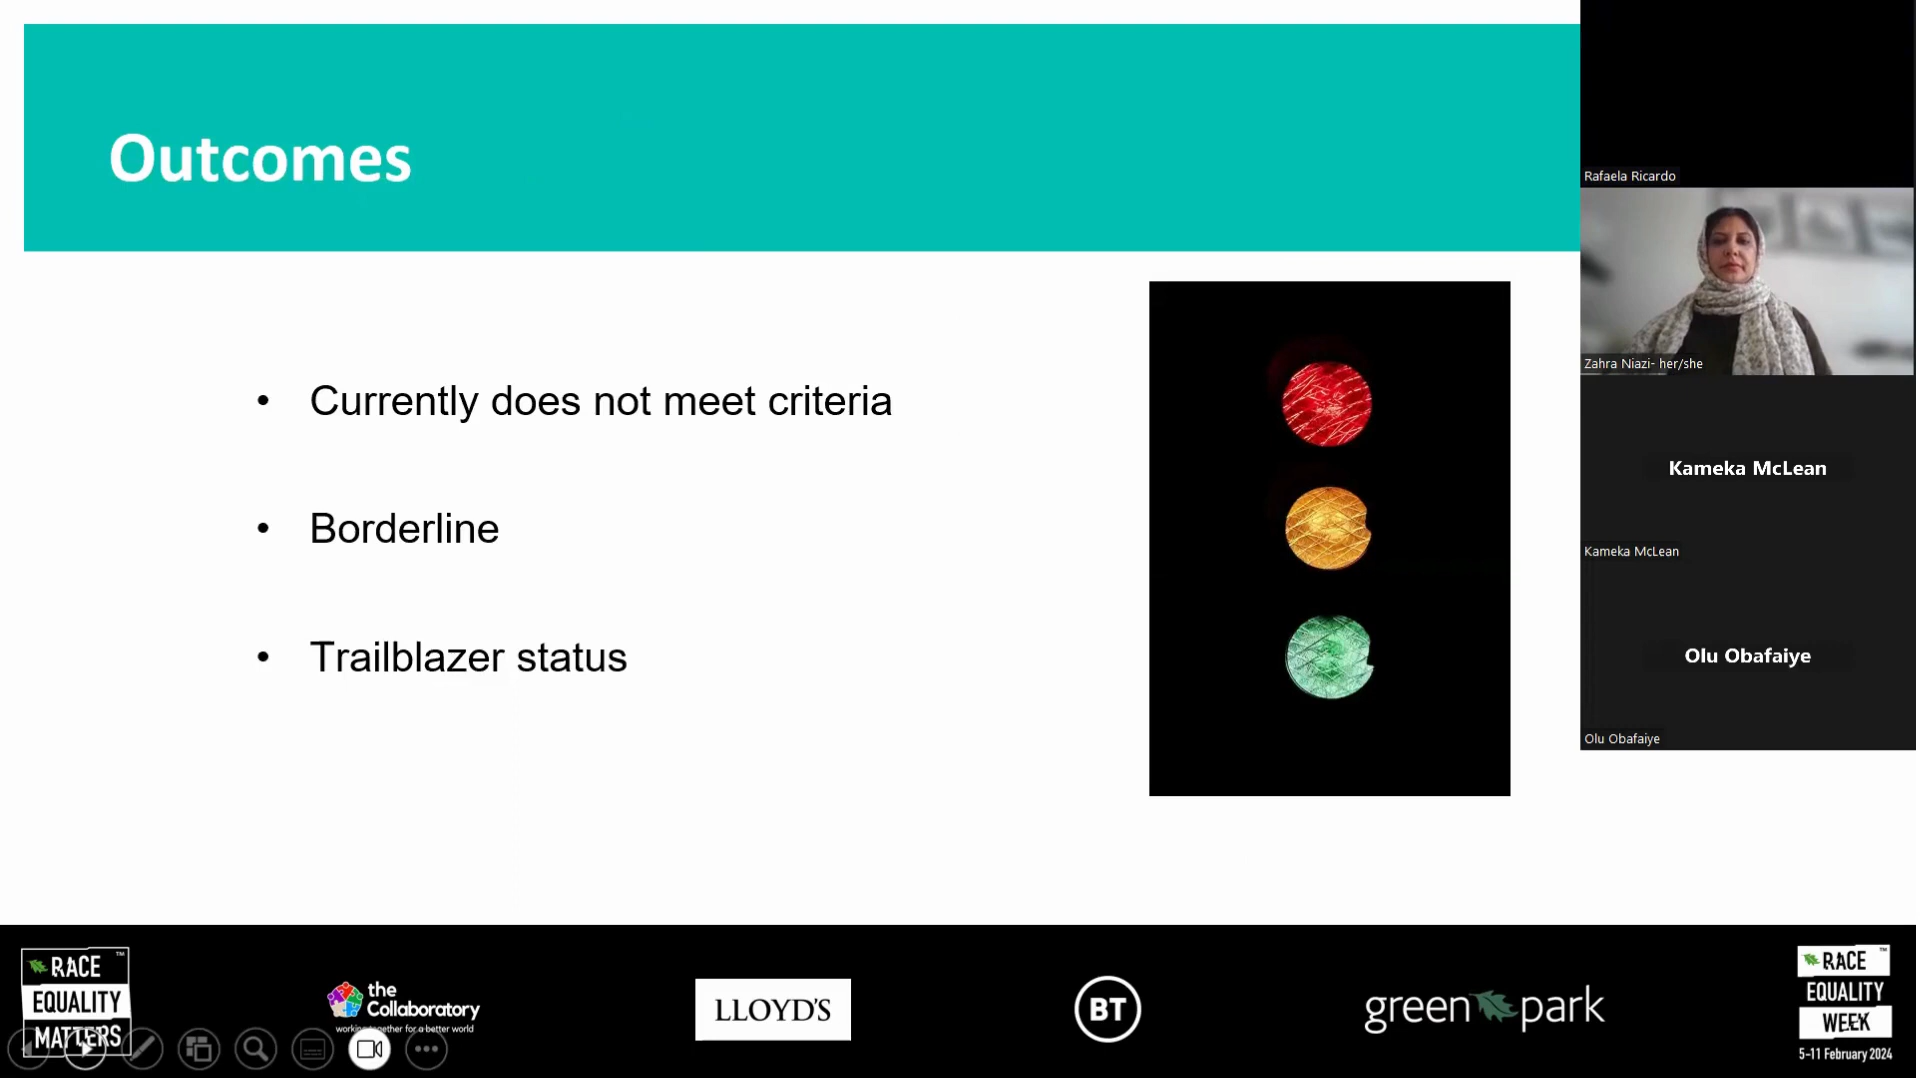 Outcomes
• Currently does not meet criteria
• Borderline
• Trailblazer status
Rafaela Ricardo
Zahra Niazi- her/she
Kameka McLean
Kameka McLean
Olu Obafaiye
Olu Obafaiye
RACE
EQUALITY
MATTERS
™
the
Collaboratory
working together for a better world
LLOYD'S
BT
green park
RACE
EQUALITY
WEEK
™
5-11 February 2024